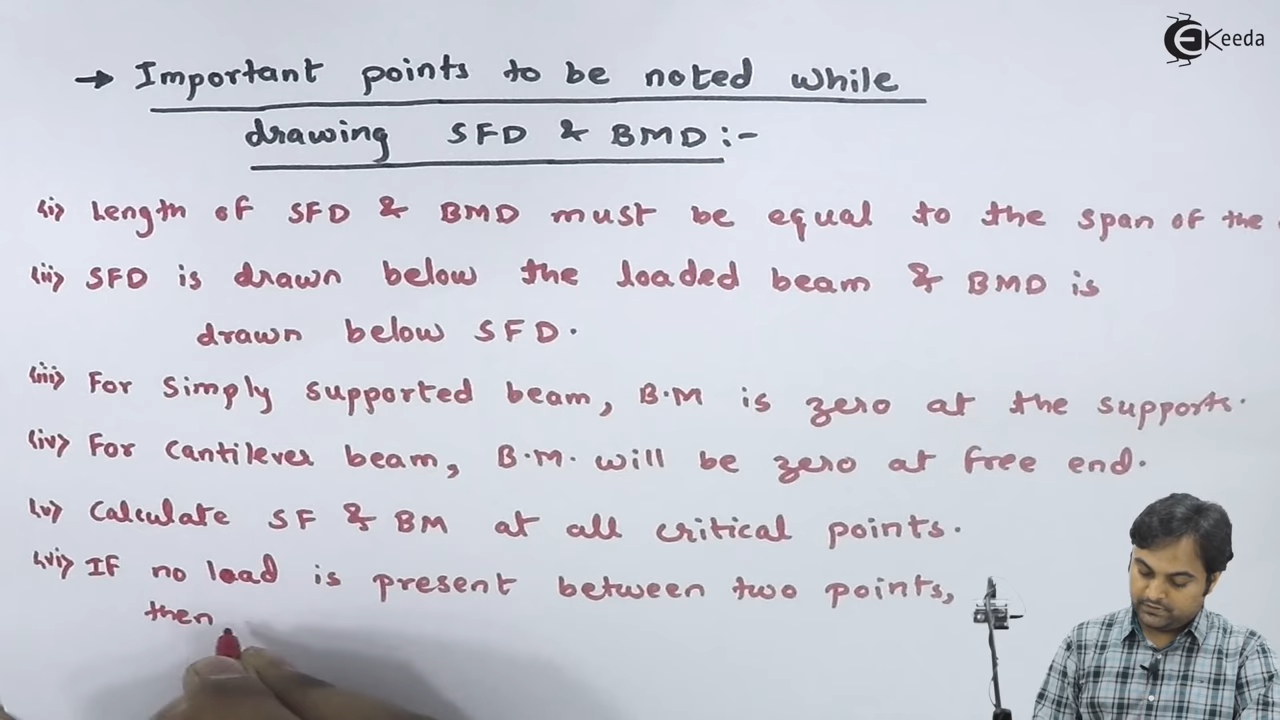 Ekeeda
→ Important points to be noted while
drawing SFD & BMD :-
(i) Length of SFD & BMD must be equal to the span of the
(ii) SFD is drawn below the loaded beam & BMD is
drawn below SFD.
(iii) For Simply supported beam, B.M is zero at the supports.
(iv) For Cantilever beam, B.M. will be zero at free end.
(v) Calculate SF & BM at all critical points.
(vi) If no load is present between two points,
then